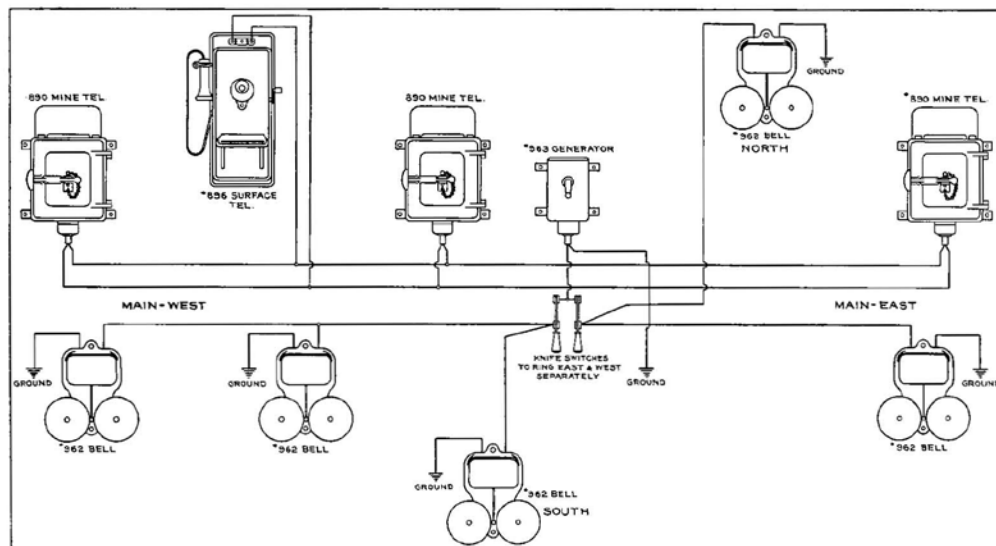 GROUND
*962 BELL
NORTH
890 MINE TEL.
890 MINE TEL.
*890 MINE TEL.
*963 GENERATOR
*896 SURFACE
TEL.
MAIN-WEST
MAIN-EAST
KNIFE SWITCHES
TO RING EAST & WEST
SEPARATELY
GROUND
GROUND
GROUND
GROUND
*962 BELL
*962 BELL
*962 BELL
GROUND
*962 BELL
SOUTH